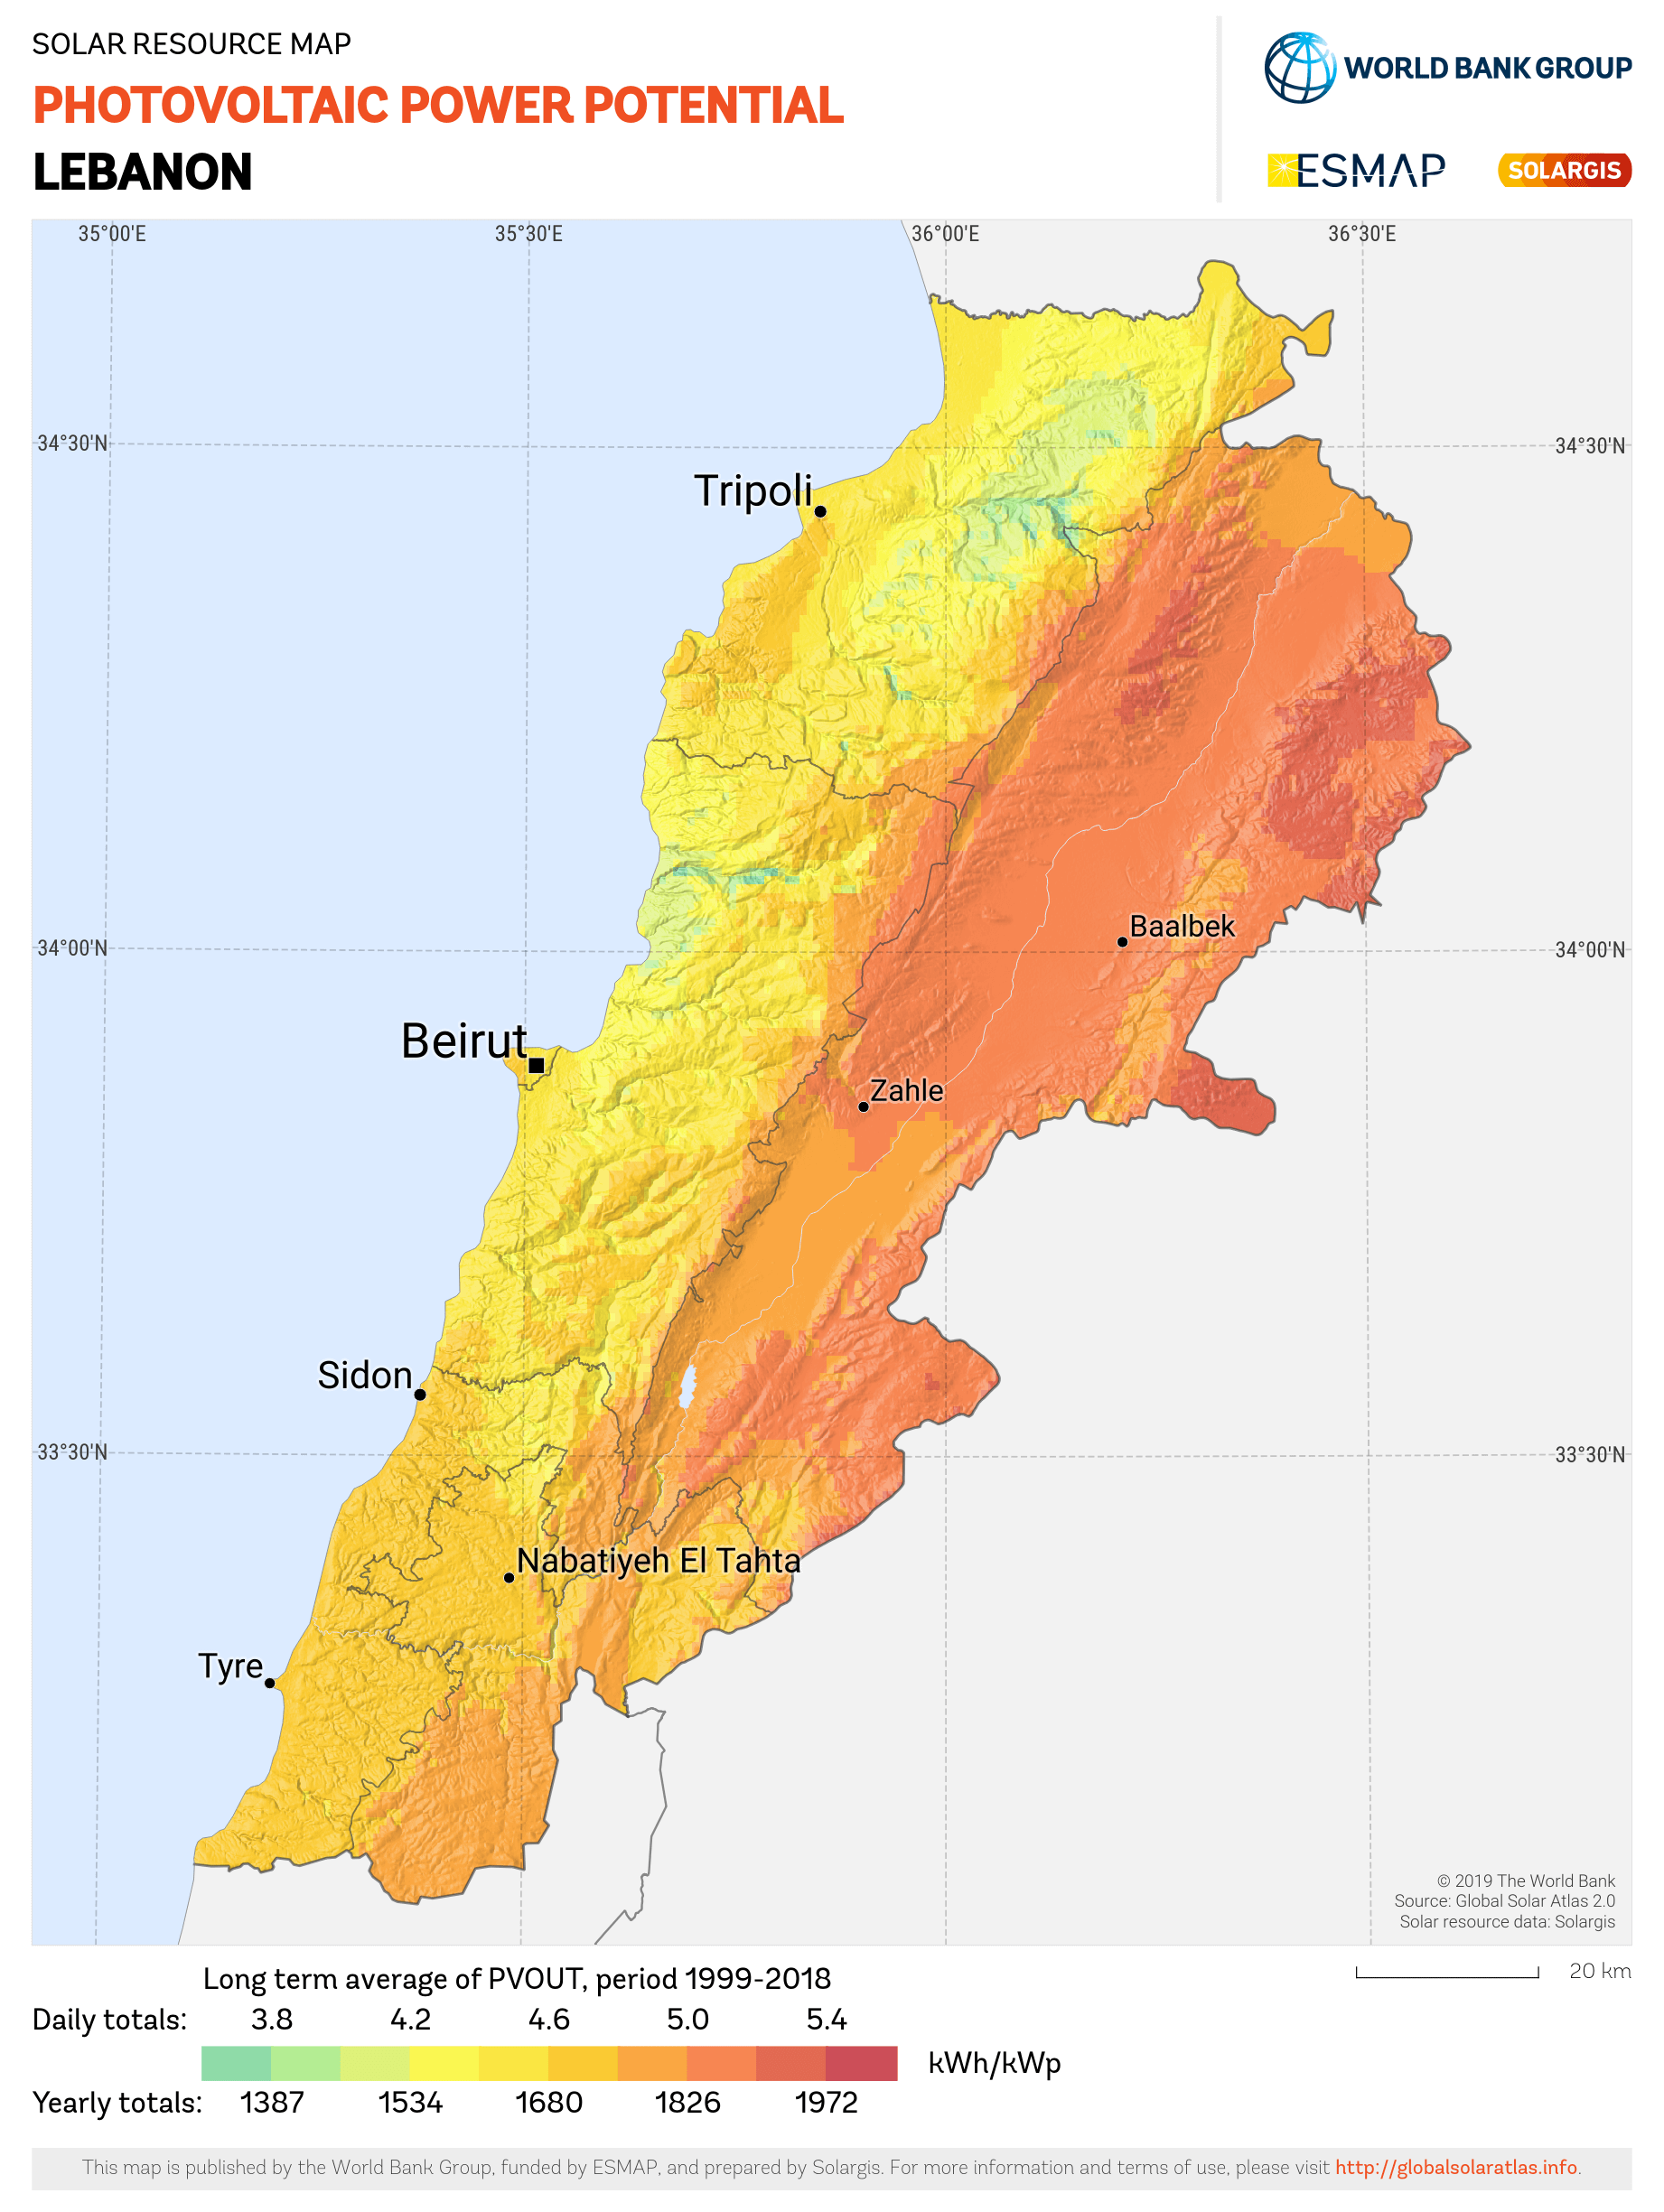 SOLAR RESOURCE MAP
PHOTOVOLTAIC POWER POTENTIAL
LEBANON
WORLD BANK GROUP
ESMAP
SOLARGIS
35°00'E 35°30'E 36°00'E 36°30'E
34°30'N 34°30'N
Tripoli
Baalbek
34°00'N 34°00'N
Beirut
Zahle
Sidon
33°30'N 33°30'N
Nabatiyeh El Tahta
Tyre
© 2019 The World Bank
Source: Global Solar Atlas 2.0
Solar resource data: Solargis
20 km
Long term average of PVOUT, period 1999-2018
Daily totals: 3.8 4.2 4.6 5.0 5.4
kWh/kWp
Yearly totals: 1387 1534 1680 1826 1972
This map is published by the World Bank Group, funded by ESMAP, and prepared by Solargis. For more information and terms of use, please visit http://globalsolaratlas.info.